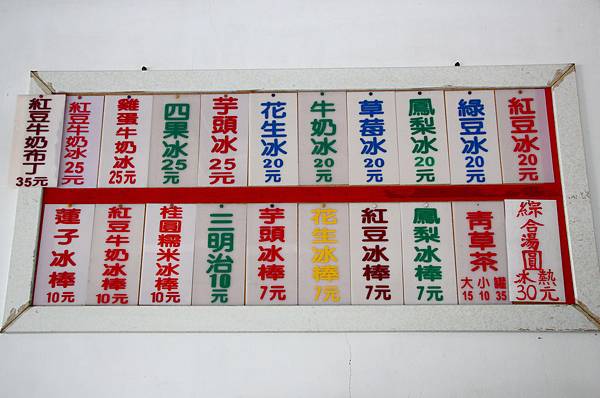 紅豆冰20元
綠豆冰20元
鳳梨冰20元
草莓冰20元
牛奶冰20元
花生冰20元
芋頭冰25元
四果冰25元
雞蛋牛奶冰25元
紅豆牛奶冰25元
紅豆牛奶布丁35元
綜合湯圓
冰熱
30元
青草茶
大小罐
15 10 35
鳳梨冰棒7元
紅豆冰棒7元
花生冰棒7元
芋頭冰棒7元
三明治10元
桂圓糯米冰棒10元
紅豆牛奶冰棒10元
蓮子冰棒10元